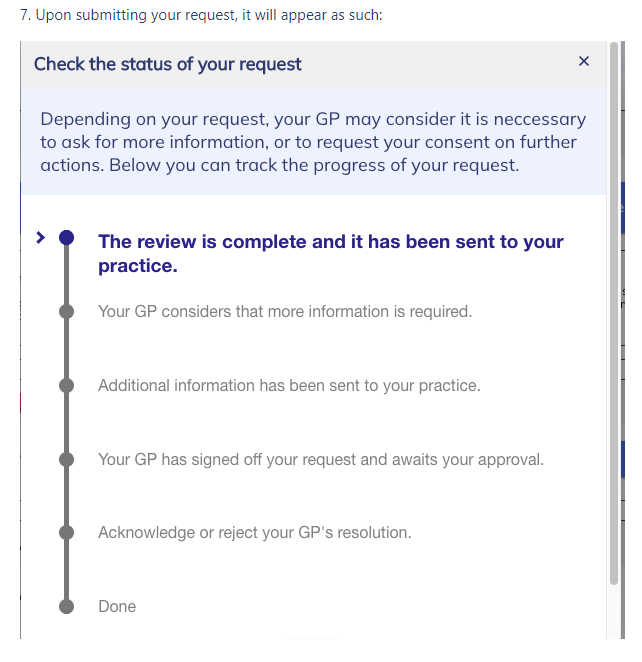 7. Upon submitting your request, it will appear as such:
Check the status of your request
×
Depending on your request, your GP may consider it is neccessary
to ask for more information, or to request your consent on further
actions. Below you can track the progress of your request.
The review is complete and it has been sent to your
practice.
Your GP considers that more information is required.
Additional information has been sent to your practice.
Your GP has signed off your request and awaits your approval.
Acknowledge or reject your GP's resolution.
Done